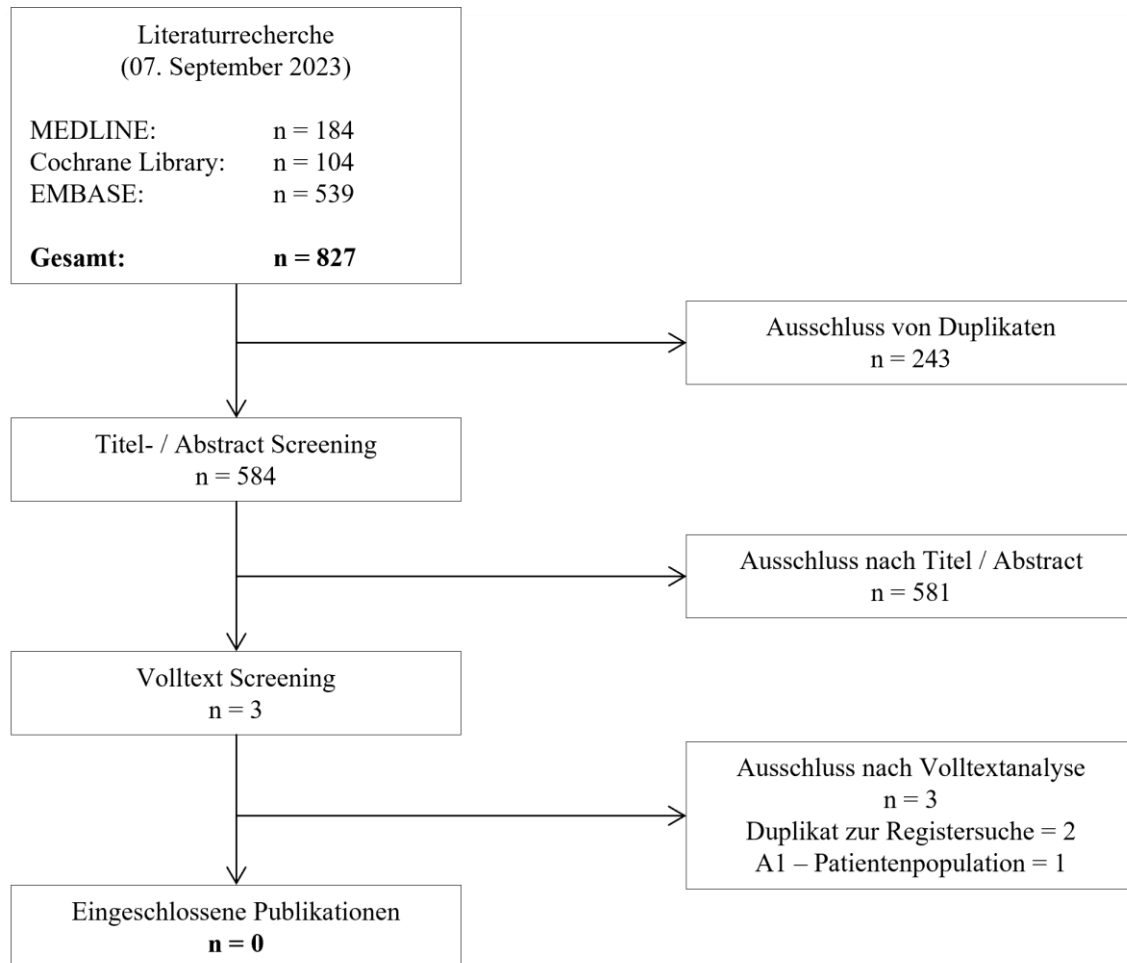 Literaturrecherche
(07. September 2023)
MEDLINE: n = 184
Cochrane Library: n = 104
EMBASE: n = 539
Gesamt: n = 827
Ausschluss von Duplikaten
n = 243
Titel- / Abstract Screening
n = 584
Ausschluss nach Titel / Abstract
n = 581
Volltext Screening
n = 3
Ausschluss nach Volltextanalyse
n = 3
Duplikat zur Registersuche = 2
A1 – Patientenpopulation = 1
Eingeschlossene Publikationen
n = 0